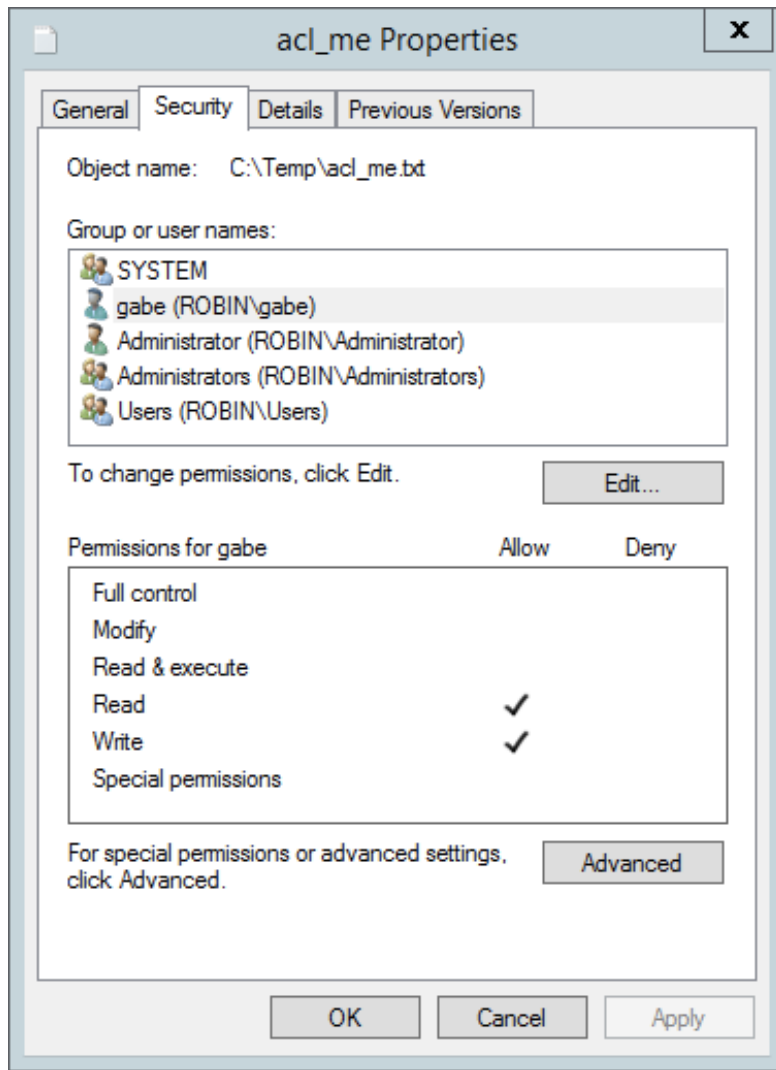 acl_me Properties
x
General Security Details Previous Versions
Object name: C:\Temp\acl_me.txt
Group or user names:
SYSTEM
gabe (ROBIN\gabe)
Administrator (ROBIN\Administrator)
Administrators (ROBIN\Administrators)
Users (ROBIN\Users)
To change permissions, click Edit.
Edit...
Permissions for gabe Allow Deny
Full control
Modify
Read & execute
Read
Write
Special permissions
For special permissions or advanced settings,
click Advanced.
Advanced
OK Cancel Apply